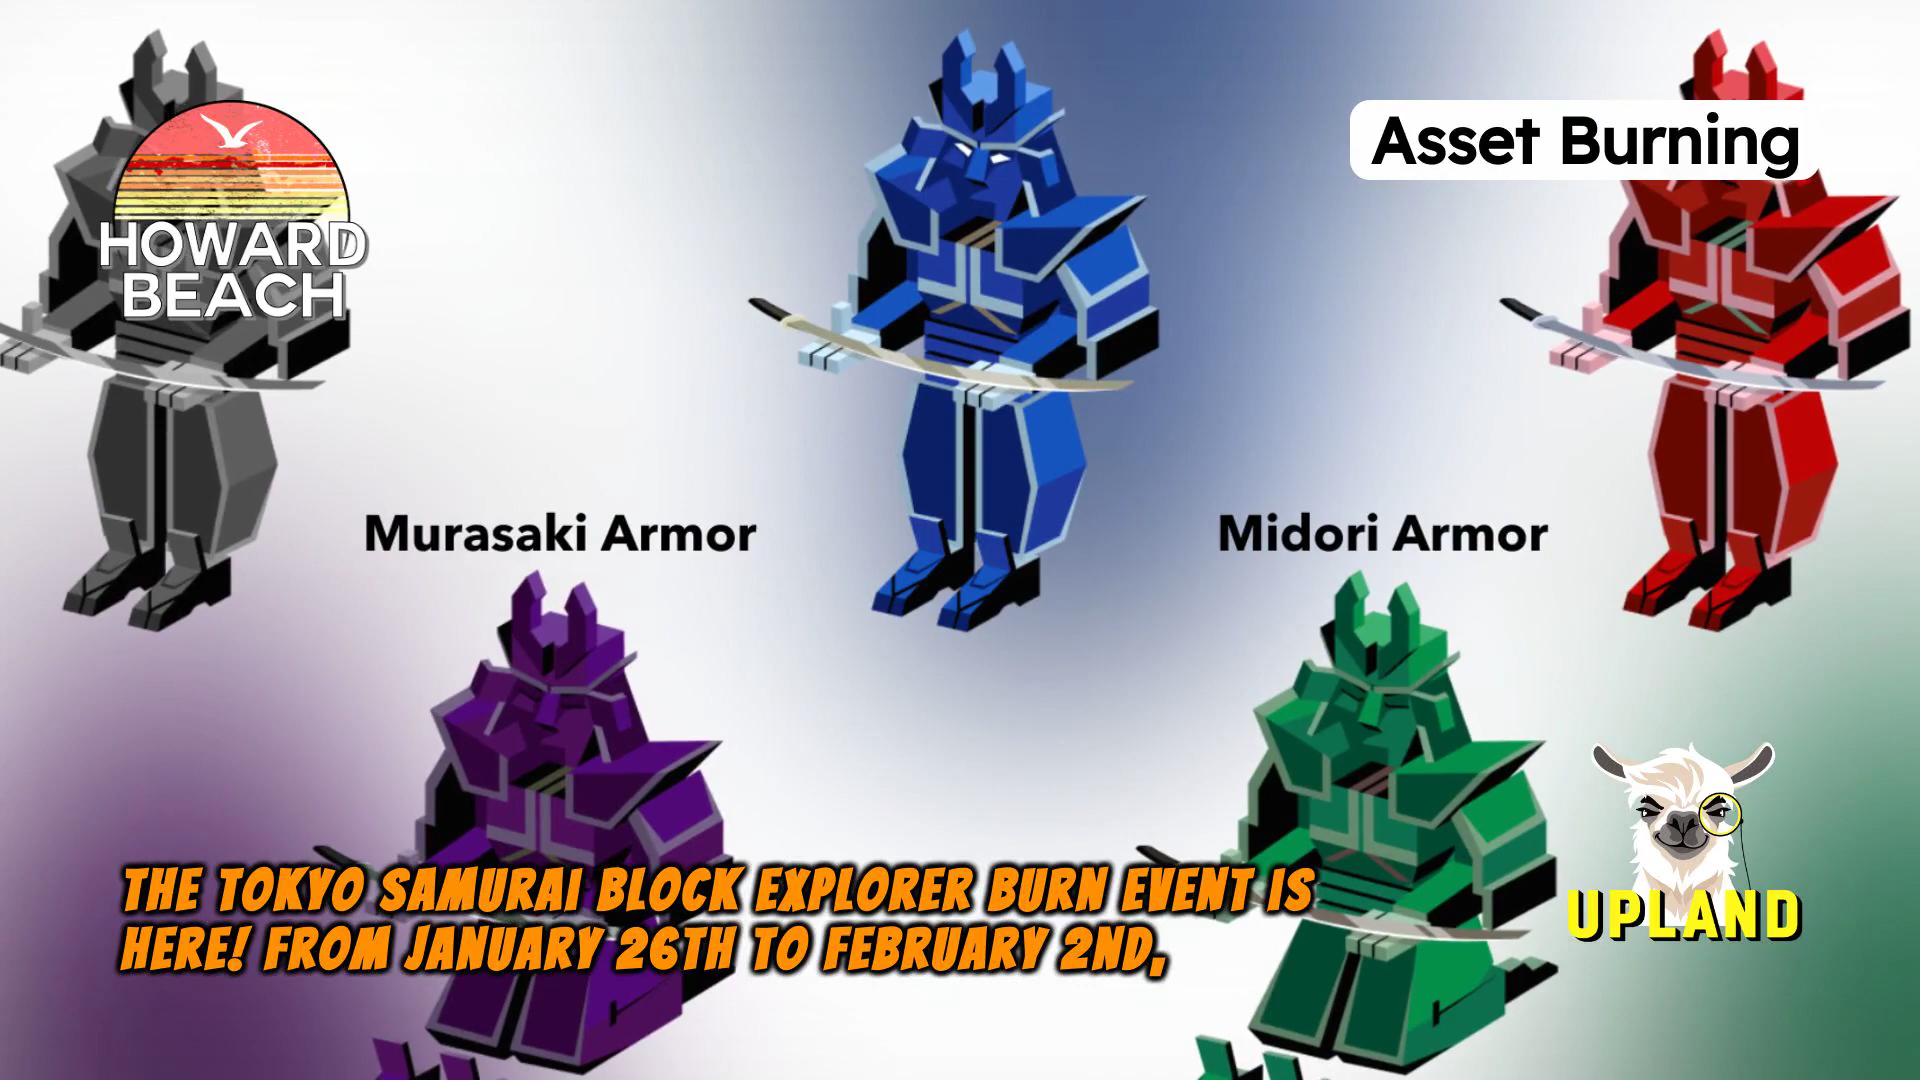 Asset Burning
HOWARD
BEACH
Murasaki Armor
Midori Armor
THE TOKYO SAMURAI BLOCK EXPLORER BURN EVENT IS
HERE! FROM JANUARY 26TH TO FEBRUARY 2ND,
UPLAND